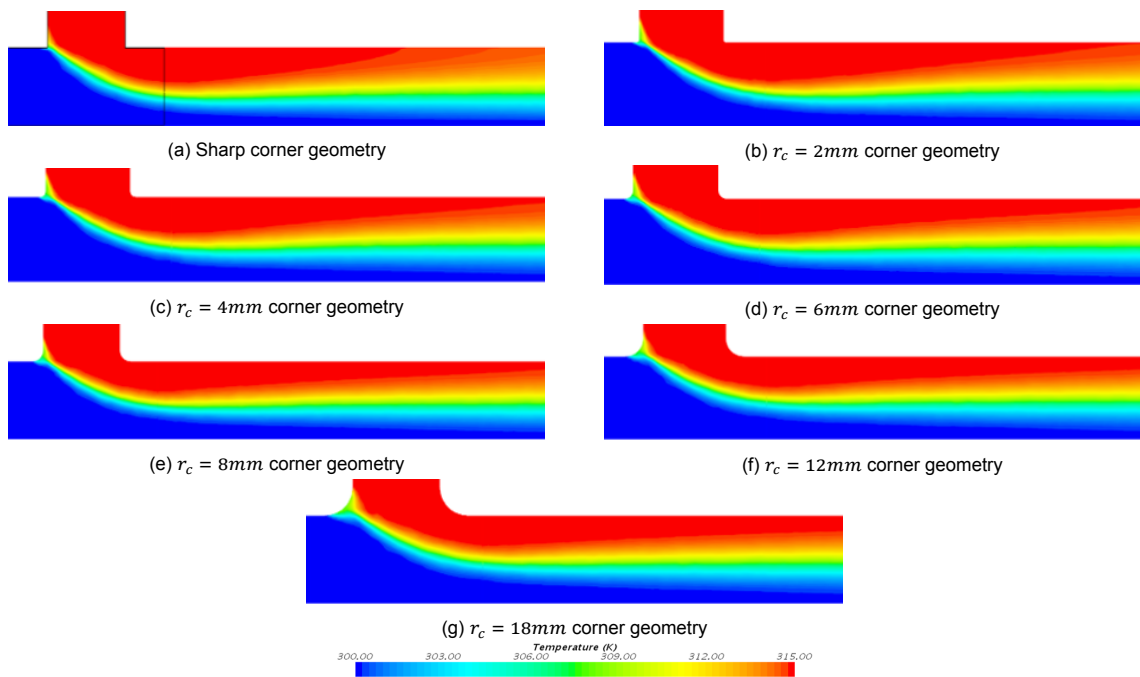 (a) Sharp corner geometry
(b) r_c = 2mm corner geometry
(c) r_c = 4mm corner geometry
(d) r_c = 6mm corner geometry
(e) r_c = 8mm corner geometry
(f) r_c = 12mm corner geometry
(g) r_c = 18mm corner geometry
Temperature (K)
300.00 303.00 306.00 309.00 312.00 315.00